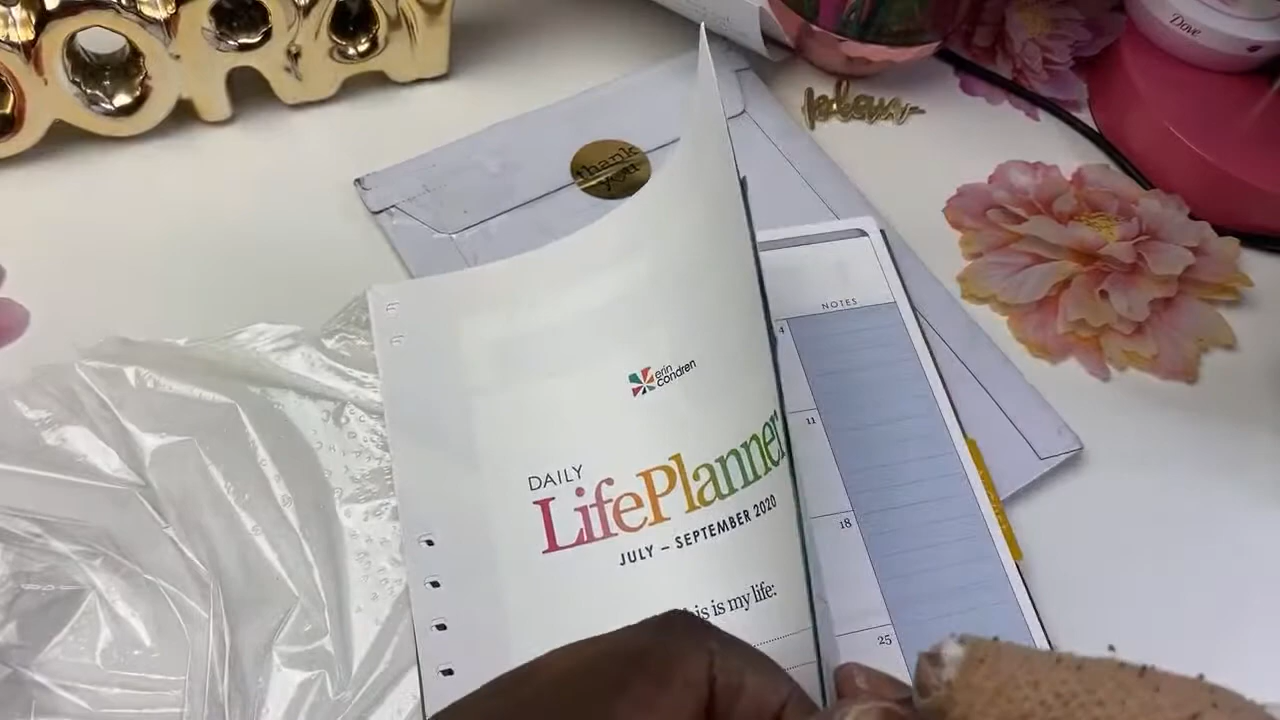 Dove
thank
you
NOTES
4
erin
condren
11
DAILY
LifePlanner
JULY – SEPTEMBER 2020
18
is is my life:
25